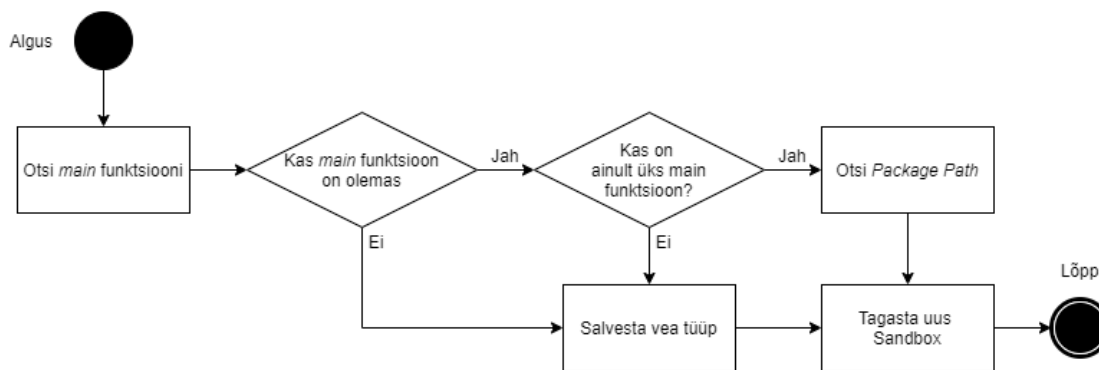 Algus
Otsi main funktsiooni
Kas main funktsioon
on olemas
Jah
Kas on
ainult üks main
funktsioon?
Jah
Otsi Package Path
Ei
Ei
Salvesta vea tüüp
Tagasta uus
Sandbox
Lõpp